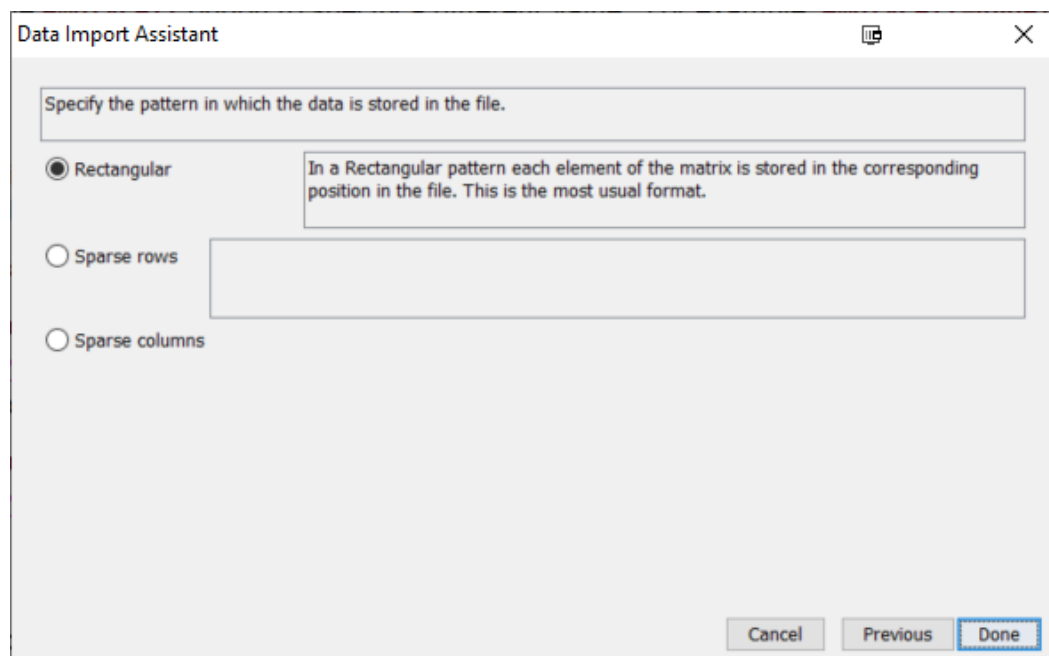 Data Import Assistant
Specify the pattern in which the data is stored in the file.
Rectangular
In a Rectangular pattern each element of the matrix is stored in the corresponding
position in the file. This is the most usual format.
Sparse rows
Sparse columns
Cancel
Previous
Done